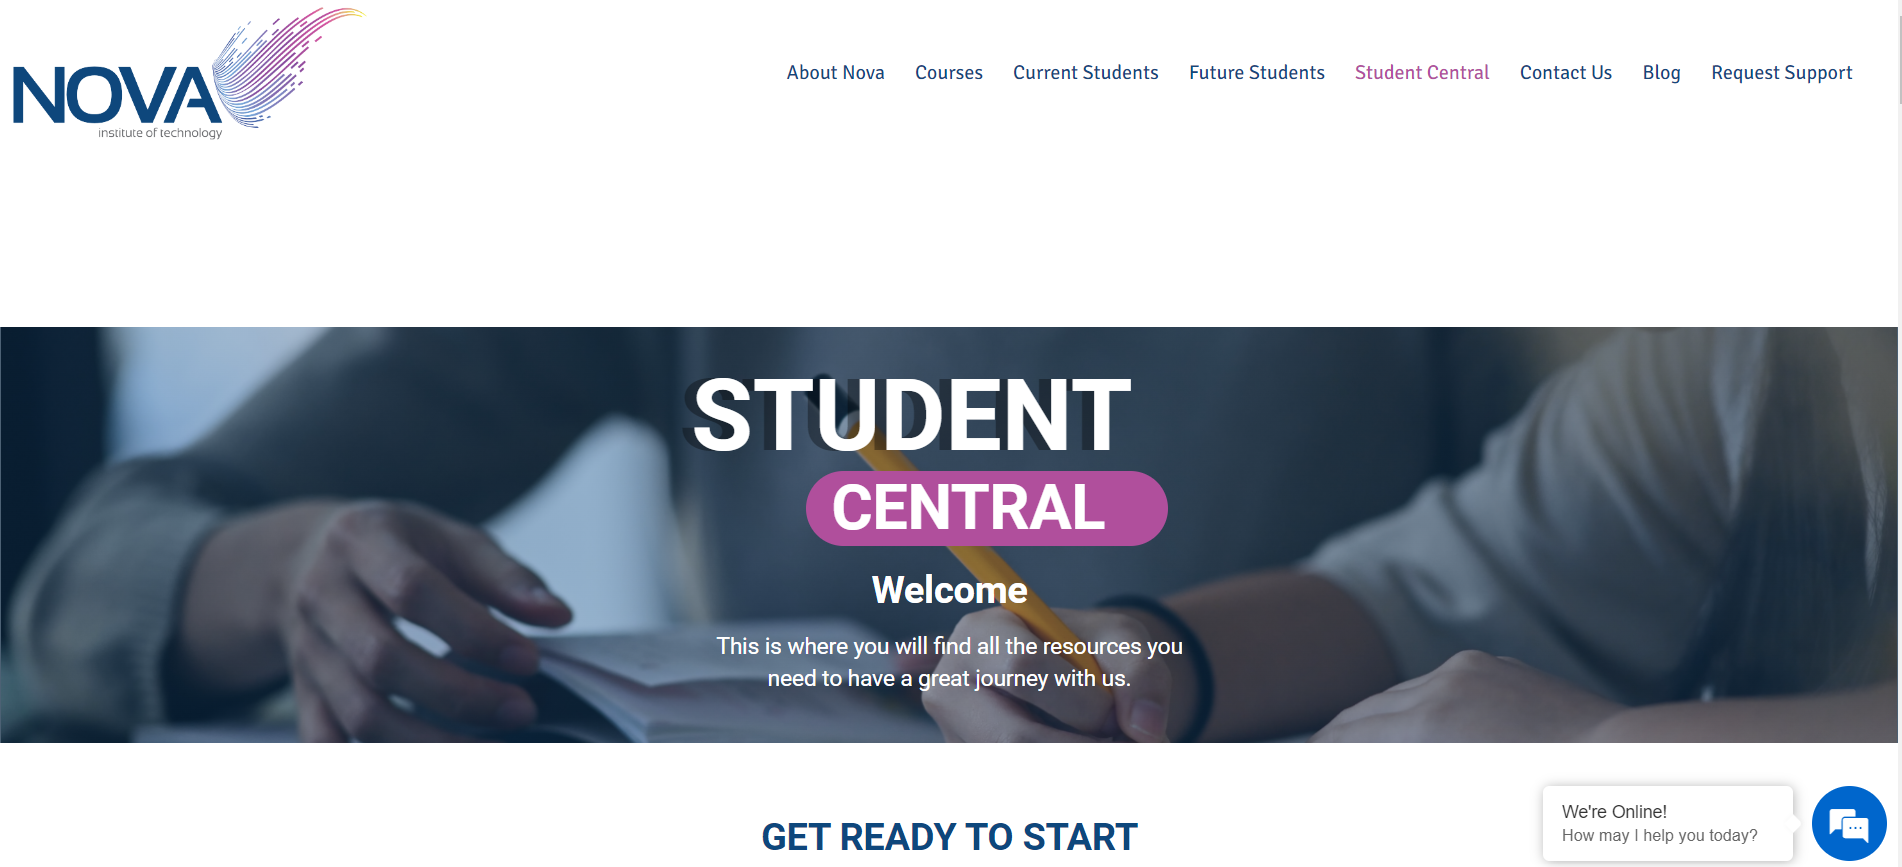 NOVA
institute of technology
About Nova Courses Current Students Future Students Student Central Contact Us Blog Request Support
STUDENT
CENTRAL
Welcome
This is where you will find all the resources you
need to have a great journey with us.
GET READY TO START
We're Online!
How may I help you today?